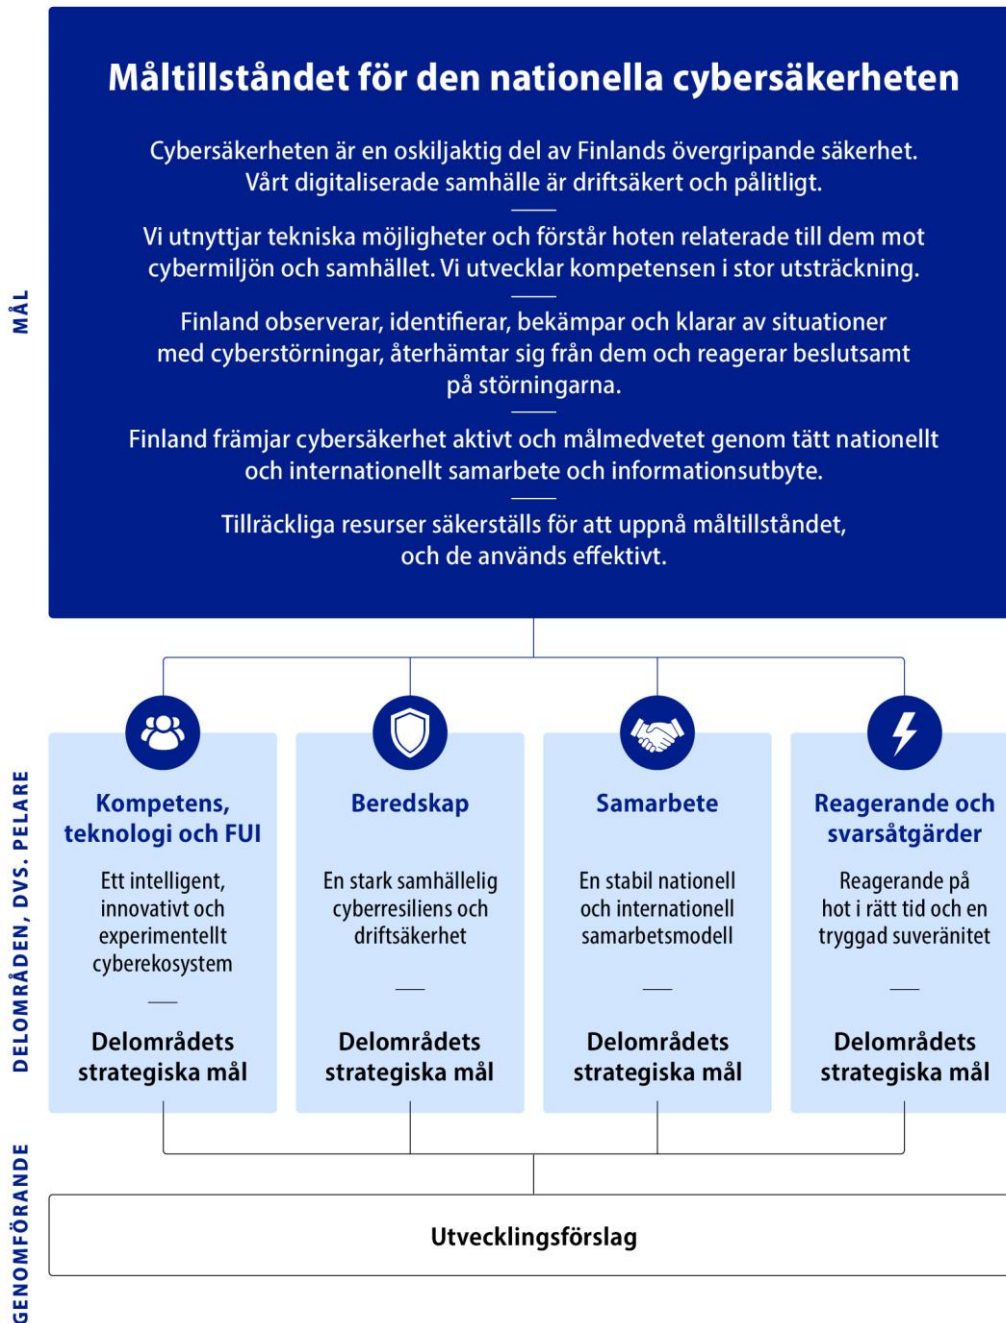 Måltillståndet för den nationella cybersäkerheten
Cybersäkerheten är en oskiljaktig del av Finlands övergripande säkerhet.
Vårt digitaliserade samhälle är driftsäkert och pålitligt.
Vi utnyttjar tekniska möjligheter och förstår hoten relaterade till dem mot
cybermiljön och samhället. Vi utvecklar kompetensen i stor utsträckning.
Finland observerar, identifierar, bekämpar och klarar av situationer
med cyberstörningar, återhämtar sig från dem och reagerar beslutsamt
på störningarna.
Finland främjar cybersäkerhet aktivt och målmedvetet genom tätt nationellt
och internationellt samarbete och informationsutbyte.
Tillräckliga resurser säkerställs för att uppnå måltillståndet,
och de används effektivt.
MÅL
DELOMRÅDEN, DVS. PELARE
Kompetens,
teknologi och FUI
Ett intelligent,
innovativt och
experimentellt
cyberekosystem
Delområdets
strategiska mål
Beredskap
En stark samhällelig
cyberresiliens och
driftsäkerhet
Delområdets
strategiska mål
Samarbete
En stabil nationell
och internationell
samarbetsmodell
Delområdets
strategiska mål
Reagerande och
svarsåtgärder
Reagerande på
hot i rätt tid och en
tryggad suveränitet
Delområdets
strategiska mål
GENOMFÖRANDE
Utvecklingsförslag